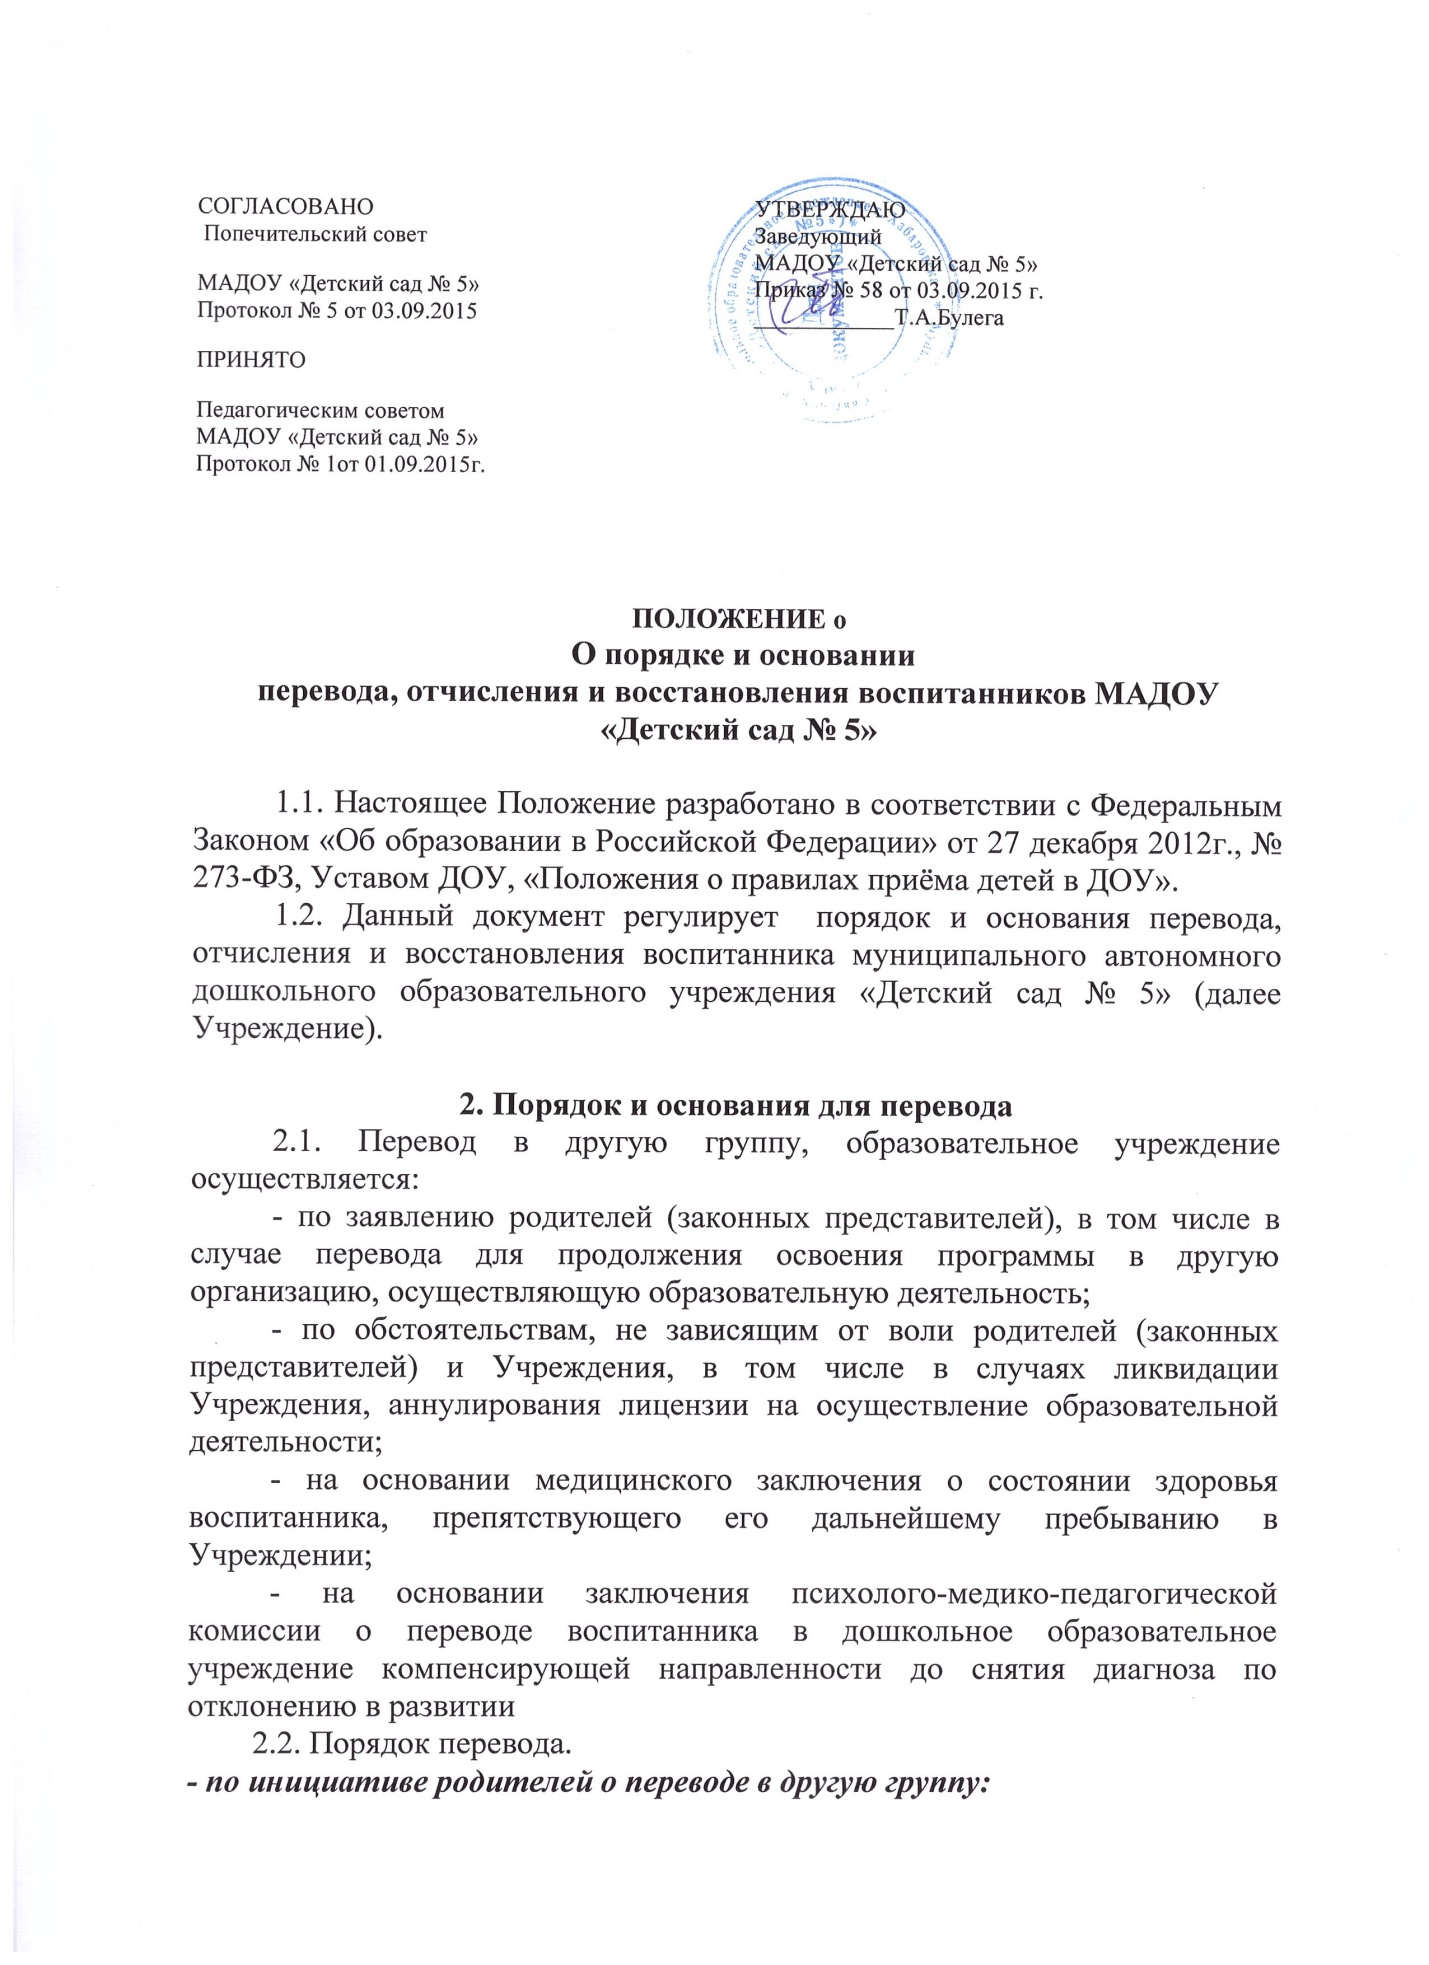 СОГЛАСОВАНО
Попечительский совет
МАДОУ «Детский сад № 5»
Протокол № 5 от 03.09.2015
ПРИНЯТО
Педагогическим советом
МАДОУ «Детский сад № 5»
Протокол № 1от 01.09.2015г.
УТВЕРЖДАЮ
Заведующий
МАДОУ «Детский сад № 5»
Приказ № 58 от 03.09.2015 г.
____________Т.А.Булега
ПОЛОЖЕНИЕ о
О порядке и основании
перевода, отчисления и восстановления воспитанников МАДОУ
«Детский сад № 5»
1.1. Настоящее Положение разработано в соответствии с Федеральным
Законом «Об образовании в Российской Федерации» от 27 декабря 2012г., №
273-ФЗ, Уставом ДОУ, «Положения о правилах приёма детей в ДОУ».
1.2. Данный документ регулирует порядок и основания перевода,
отчисления и восстановления воспитанника муниципального автономного
дошкольного образовательного учреждения «Детский сад № 5» (далее
Учреждение).
2. Порядок и основания для перевода
2.1. Перевод в другую группу, образовательное учреждение
осуществляется:
- по заявлению родителей (законных представителей), в том числе в
случае перевода для продолжения освоения программы в другую
организацию, осуществляющую образовательную деятельность;
- по обстоятельствам, не зависящим от воли родителей (законных
представителей) и Учреждения, в том числе в случаях ликвидации
Учреждения, аннулирования лицензии на осуществление образовательной
деятельности;
- на основании медицинского заключения о состоянии здоровья
воспитанника, препятствующего его дальнейшему пребыванию в
Учреждении;
- на основании заключения психолого-медико-педагогической
комиссии о переводе воспитанника в дошкольное образовательное
учреждение компенсирующей направленности до снятия диагноза по
отклонению в развитии
2.2. Порядок перевода.
- по инициативе родителей о переводе в другую группу: